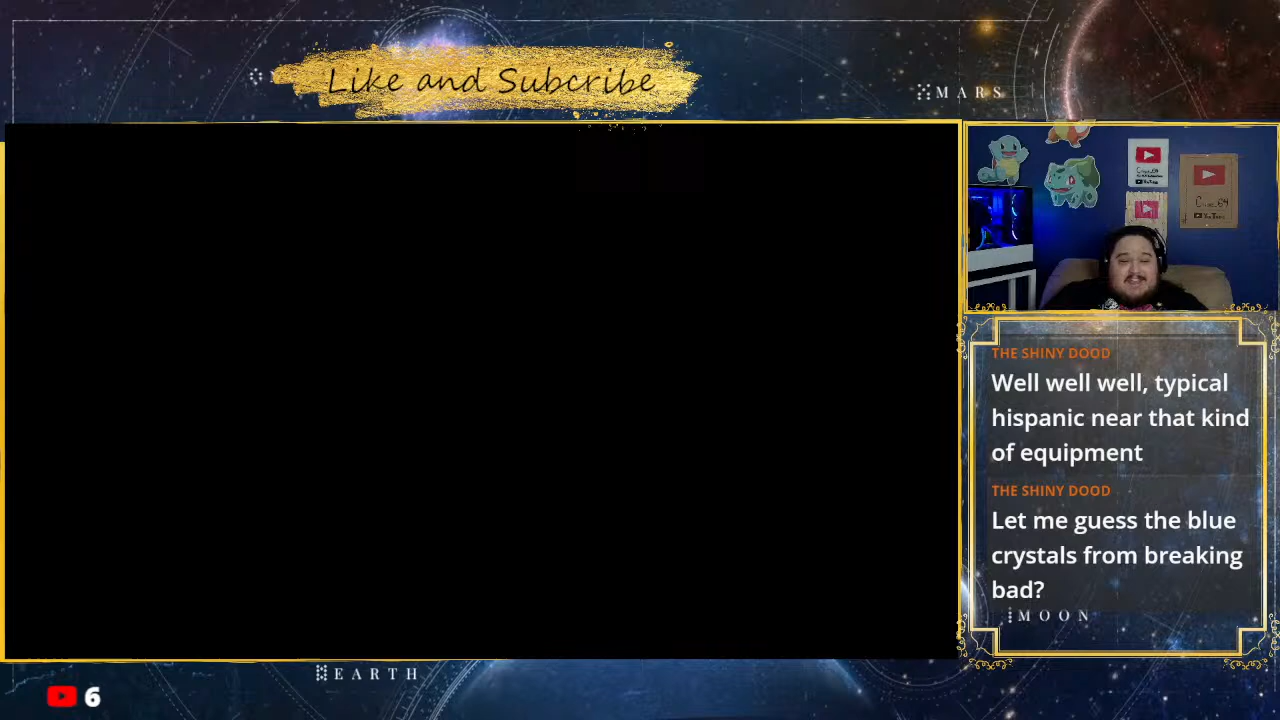 Like and Subcribe
MARS
THE SHINY DOOD
Well well well, typical
hispanic near that kind
of equipment
THE SHINY DOOD
Let me guess the blue
crystals from breaking
bad?
MOON
EARTH
6